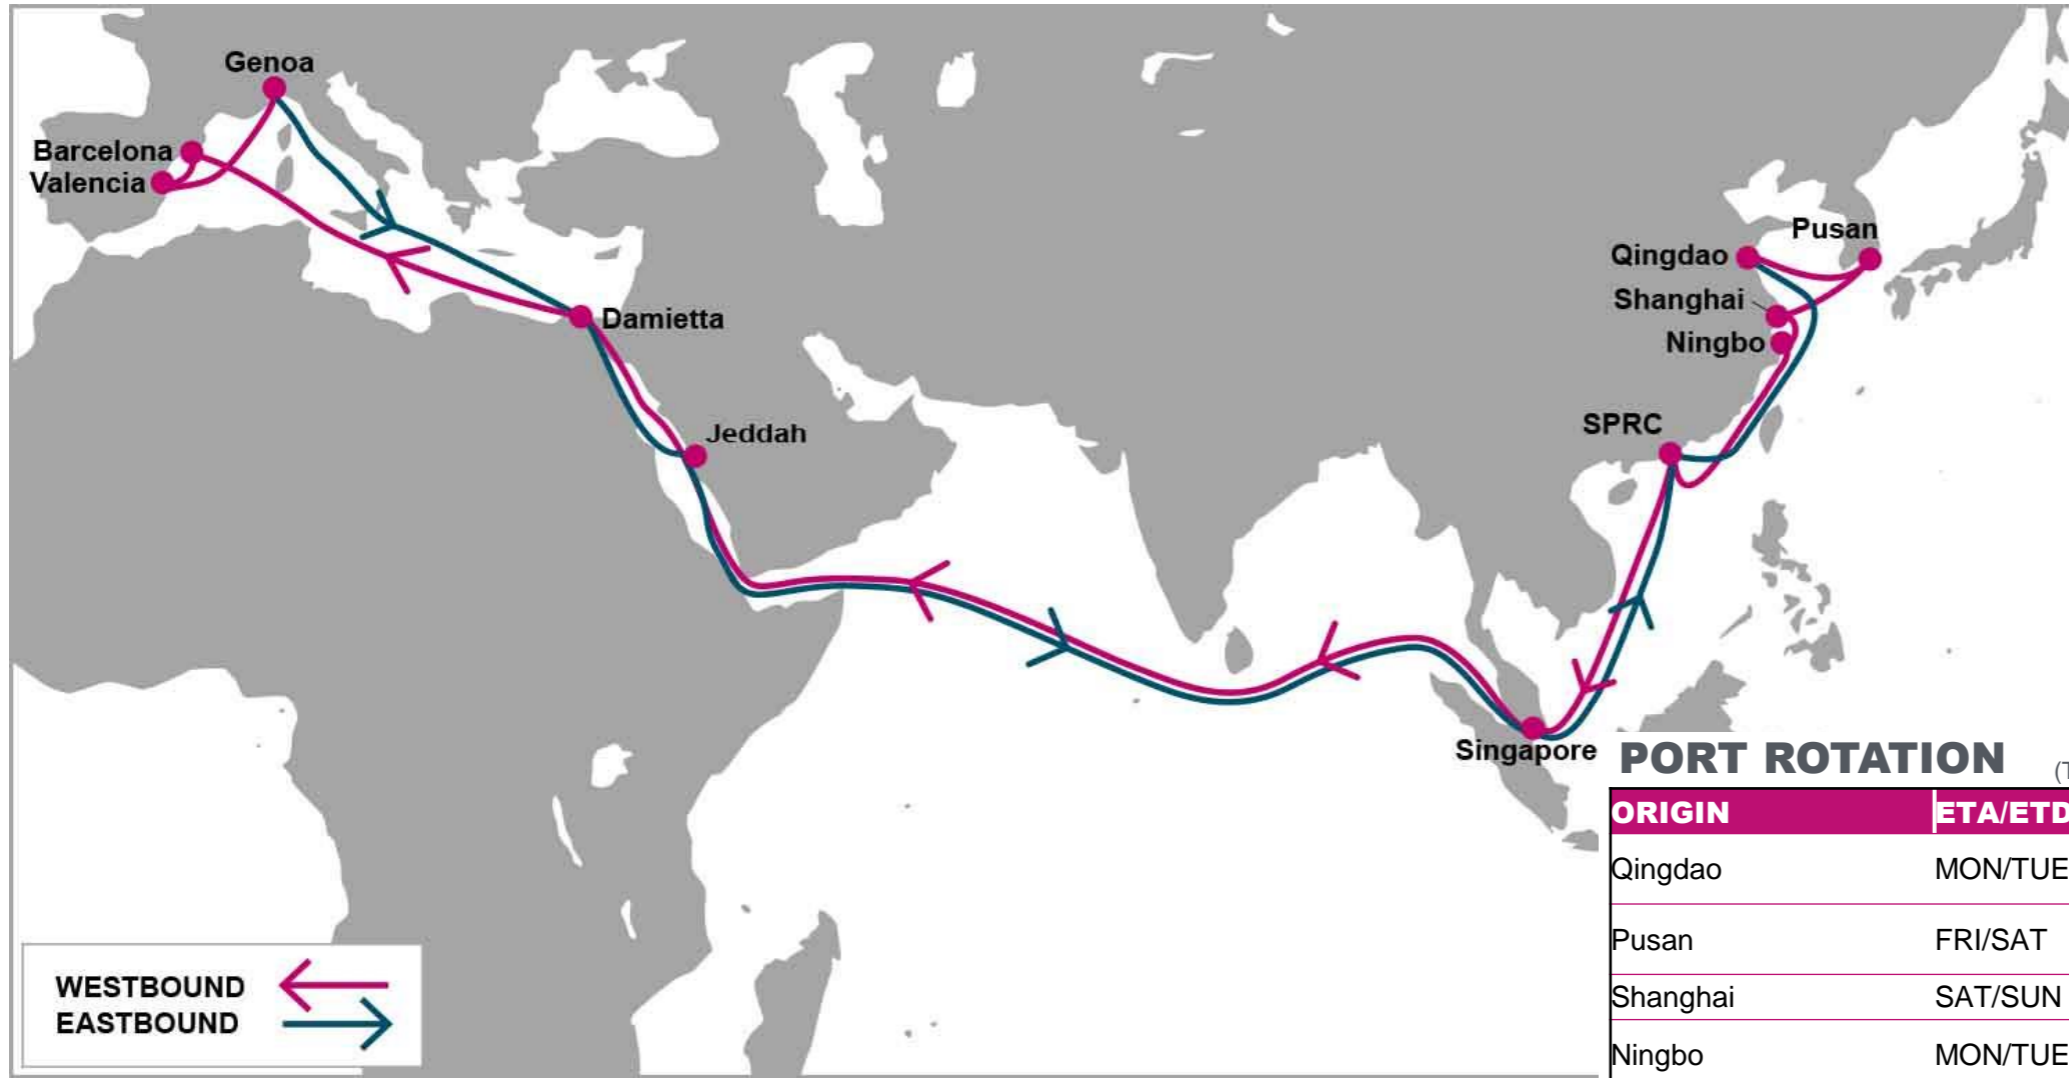 Genoa
Barcelona
Valencia
Damietta
Jeddah
Pusan
Qingdao
Shanghai
Ningbo
SPRC
Singapore
WESTBOUND
EASTBOUND
PORT ROTATION (T
ORIGIN ETA/ETD
Qingdao MON/TUE
Pusan FRI/SAT
Shanghai SAT/SUN
Ningbo MON/TUE